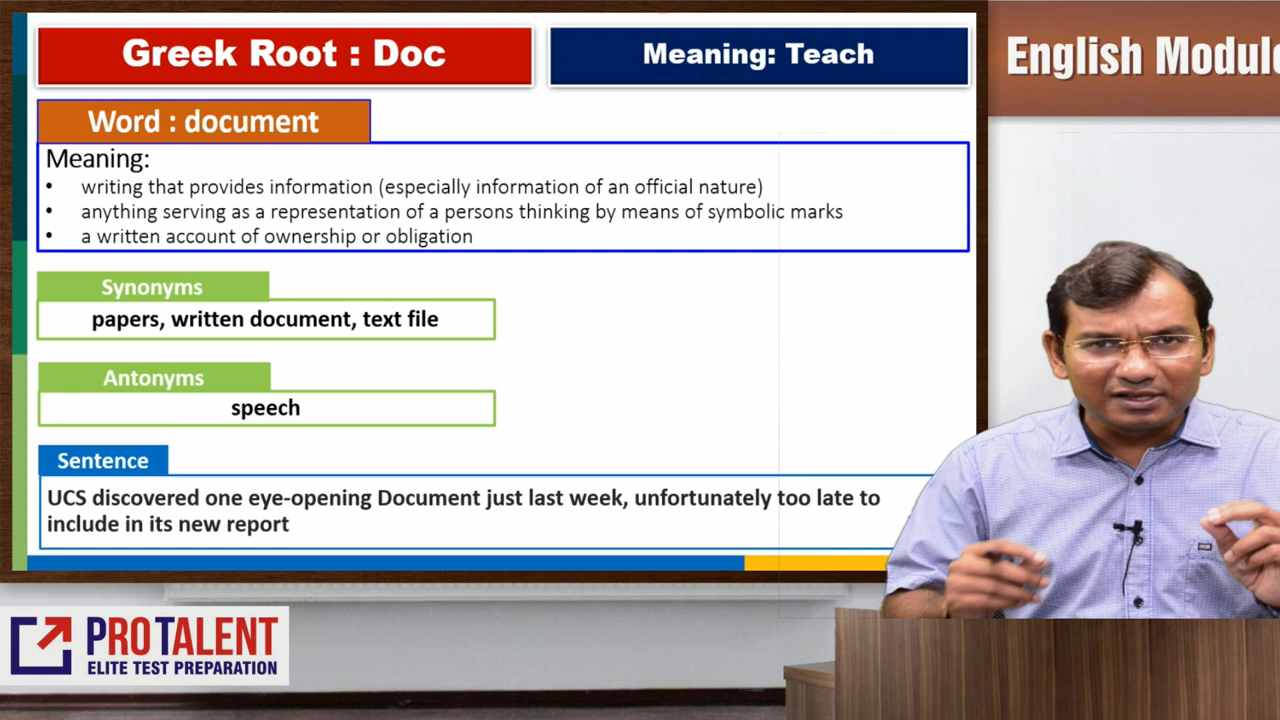 Greek Root : Doc
Meaning: Teach
English Module
Word : document
Meaning:
• writing that provides information (especially information of an official nature)
• anything serving as a representation of a persons thinking by means of symbolic marks
• a written account of ownership or obligation
Synonyms
papers, written document, text file
Antonyms
speech
Sentence
UCS discovered one eye-opening Document just last week, unfortunately too late to
include in its new report
PROTALENT
ELITE TEST PREPARATION